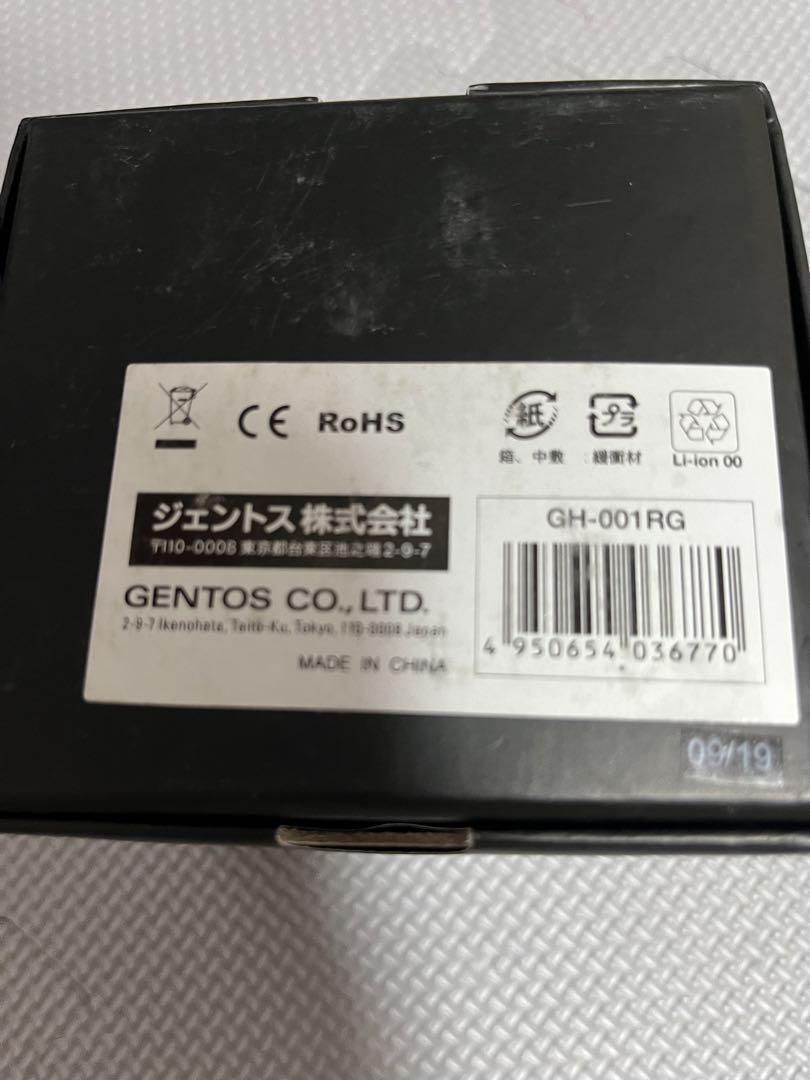 CE RoHS
紙 プラ
箱、中敷 : 緩衝材 Li-ion 00
ジェントス 株式会社
〒110-0008 東京都台東区池之端2-9-7
GENTOS CO., LTD.
2-9-7 Ikenohata, Taito-Ku, Tokyo, 110-0008 Japan
MADE IN CHINA
GH-001RG
4 950654 036770
09/19